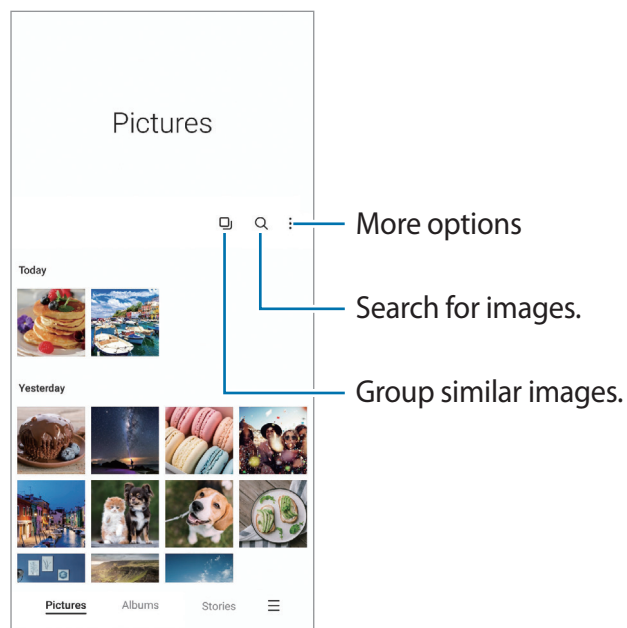 Pictures
More options
Today
Search for images.
Yesterday
Group similar images.
Pictures Albums Stories